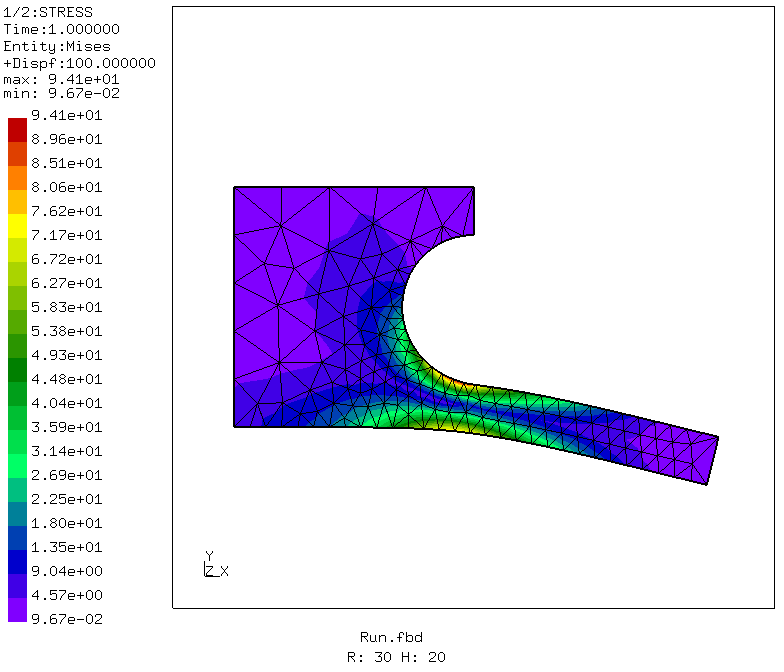 1/2:STRESS
Time:1.000000
Entity:Mises
+Dispf:100.000000
max: 9.41e+01
min: 9.67e-02
9.41e+01
8.96e+01
8.51e+01
8.06e+01
7.62e+01
7.17e+01
6.72e+01
6.27e+01
5.83e+01
5.38e+01
4.93e+01
4.48e+01
4.04e+01
3.59e+01
3.14e+01
2.69e+01
2.25e+01
1.80e+01
1.35e+01
9.04e+00
4.57e+00
9.67e-02
Y
Z X
Run.fbd
R: 30 H: 20